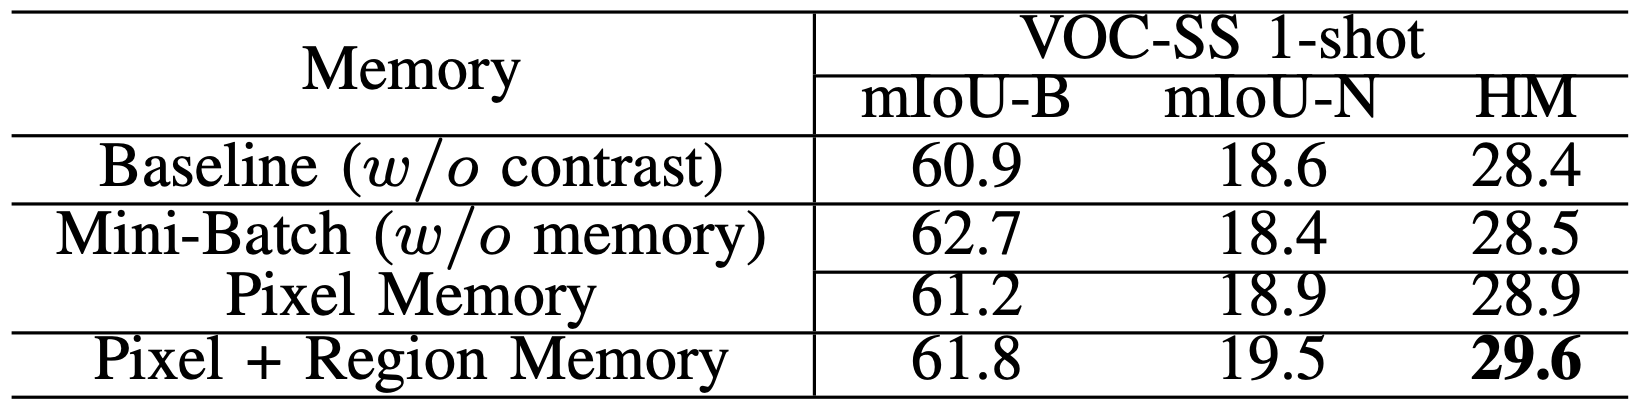 Memory VOC-SS 1-shot
mIoU-B mIoU-N HM
Baseline (w/o contrast) 60.9 18.6 28.4
Mini-Batch (w/o memory) 62.7 18.4 28.5
Pixel Memory 61.2 18.9 28.9
Pixel + Region Memory 61.8 19.5 29.6